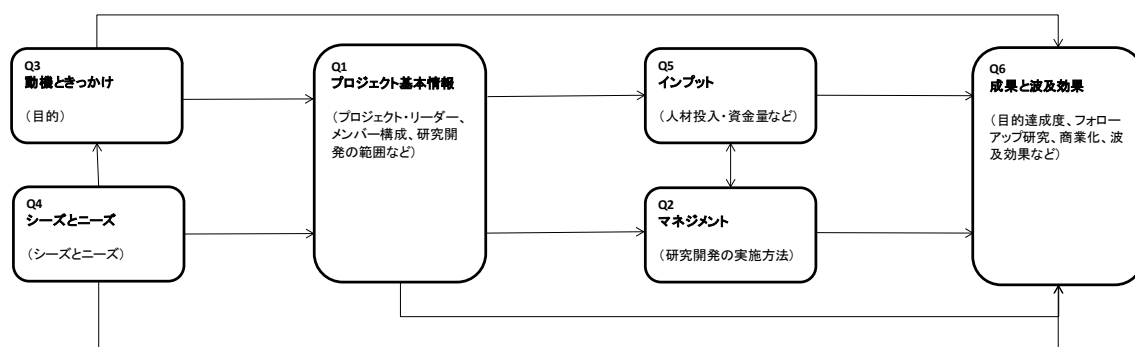 Q3
動機ときっかけ
（目的）
Q4
シーズとニーズ
（シーズとニーズ）
Q1
プロジェクト基本情報
（プロジェクト・リーダー、
メンバー構成、研究開
発の範囲など）
Q5
インプット
（人材投入・資金量など）
Q2
マネジメント
（研究開発の実施方法）
Q6
成果と波及効果
（目的達成度、フォロー
アップ研究、商業化、波
及効果など）